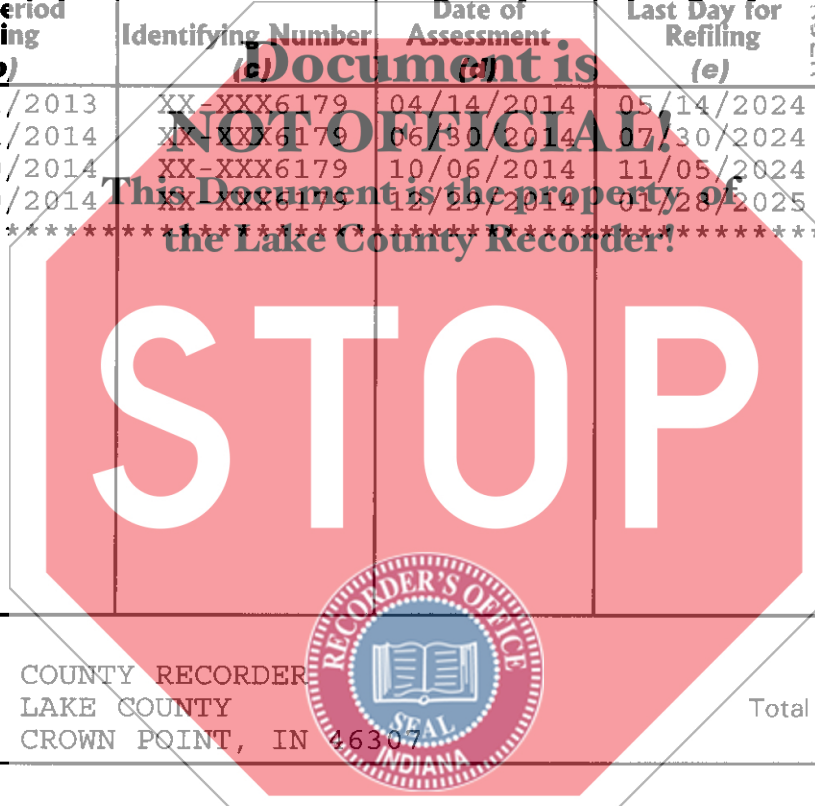 eriod Date of Last Day for
ing Identifying Number Assessment Refiling
(c) (d) (e)
Document is
/2013 XX-XXX6179 04/14/2014 05/14/2024
/2014 XX-XXX6179 06/30/2014 07/30/2024
NOT OFFICIAL!
/2014 XX-XXX6179 10/06/2014 11/05/2024
/2014 XX-XXX6179 12/29/2014 01/28/2025
This Document is the property of
the Lake County Recorder!
STOP
RECORDER'S OFFICE
SEAL
INDIANA
COUNTY RECORDER
LAKE COUNTY Total
CROWN POINT, IN 46307